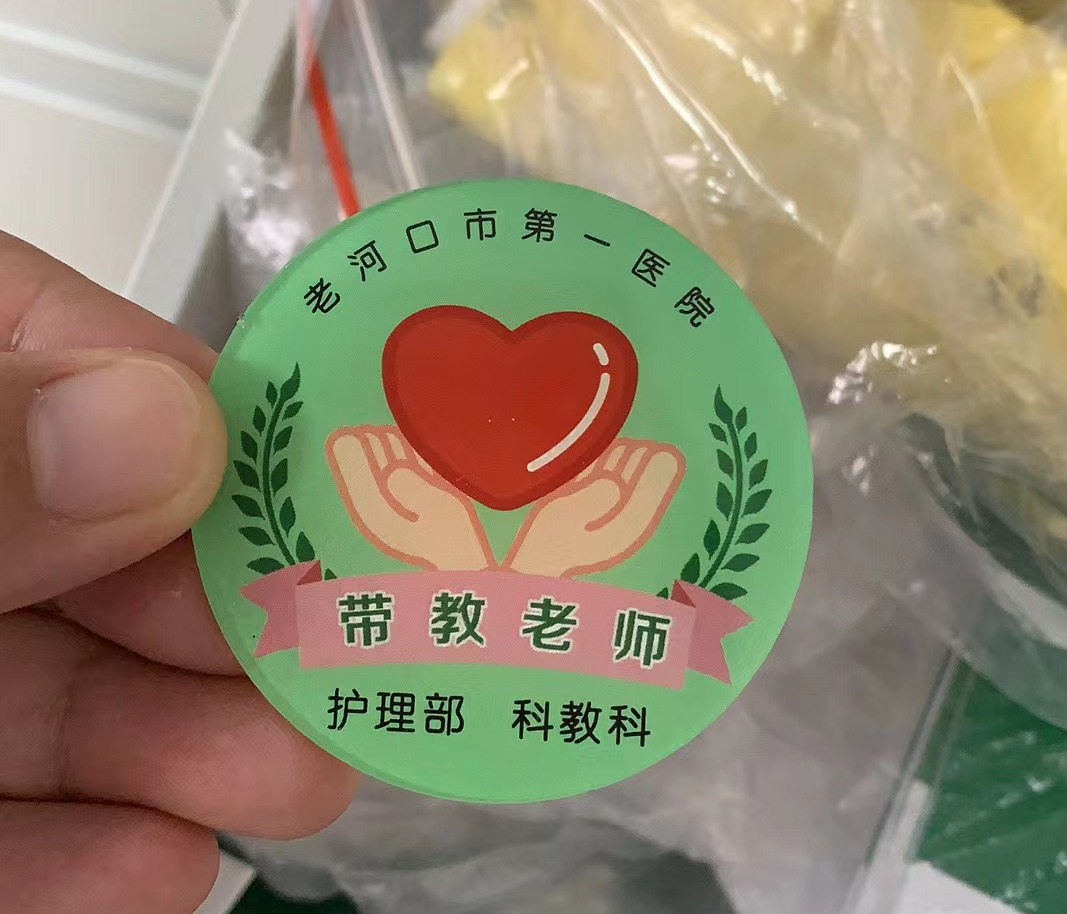 老河口市第一医院
带教老师
护理部 科教科